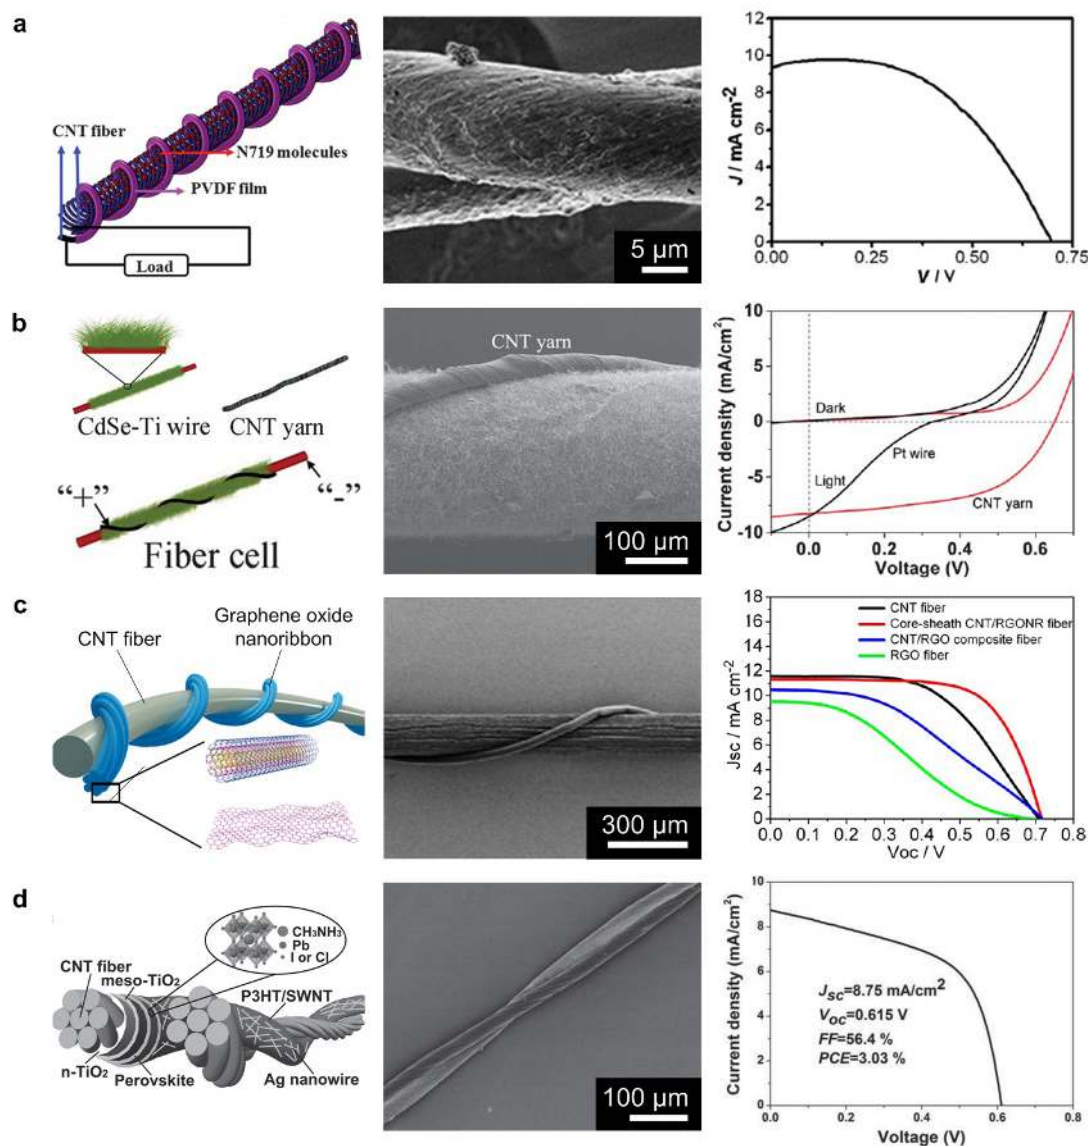 a
CNT fiber
N719 molecules
PVDF film
Load
5 µm
12
10
8
6
4
2
0
J / mA cm-2
0.00
0.25
0.50
0.75
V / V
b
CdSe-Ti wire
CNT yarn
“+”
“-”
Fiber cell
CNT yarn
100 µm
10
5
0
-5
-10
Current density (mA/cm2)
Dark
Pt wire
Light
CNT yarn
0.0
0.2
0.4
0.6
Voltage (V)
c
CNT fiber
Graphene oxide
nanoribbon
300 µm
18
16
14
12
10
8
6
4
2
0
Jsc / mA cm-2
CNT fiber
Core-sheath CNT/RGONR fiber
CNT/RGO composite fiber
RGO fiber
0.0
0.1
0.2
0.3
0.4
0.5
0.6
0.7
0.8
Voc / V
d
CNT fiber
meso-TiO2
CH3NH3
Pb
I or Cl
P3HT/SWNT
n-TiO2
Perovskite
Ag nanowire
100 µm
10
8
6
4
2
0
Current density (mA/cm2)
Jsc=8.75 mA/cm2
Voc=0.615 V
FF=56.4 %
PCE=3.03 %
0.0
0.2
0.6
0.6
0.8
Voltage (V)